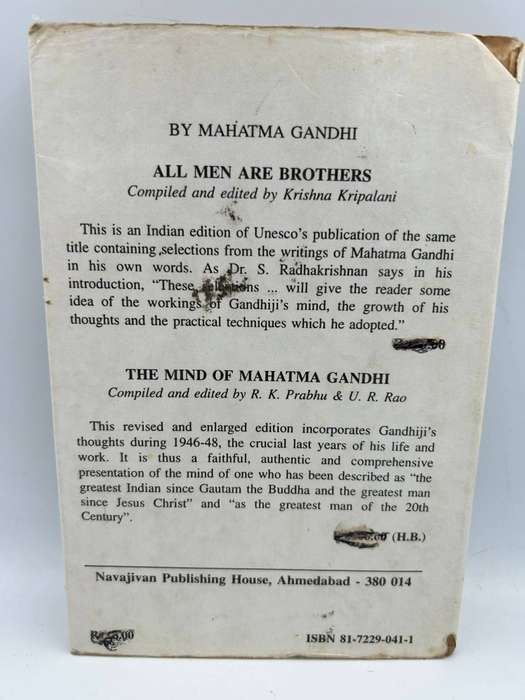 BY MAHATMA GANDHI
ALL MEN ARE BROTHERS
Compiled and edited by Krishna Kripalani
This is an Indian edition of Unesco's publication of the same
title containing selections from the writings of Mahatma Gandhi
in his own words. As Dr. S. Radhakrishnan says in his
introduction, "These ... will give the reader some
idea of the workings of Gandhiji's mind, the growth of his
thoughts and the practical techniques which he adopted."
THE MIND OF MAHATMA GANDHI
Compiled and edited by R. K. Prabhu & U. R. Rao
This revised and enlarged edition incorporates Gandhiji's
thoughts during 1946-48, the crucial last years of his life and
work. It is thus a faithful, authentic and comprehensive
presentation of the mind of one who has been described as "the
greatest Indian since Gautam the Buddha and the greatest man
since Jesus Christ" and "as the greatest man of the 20th
Century".
(H.B.)
Navajivan Publishing House, Ahmedabad - 380 014
ISBN 81-7229-041-1